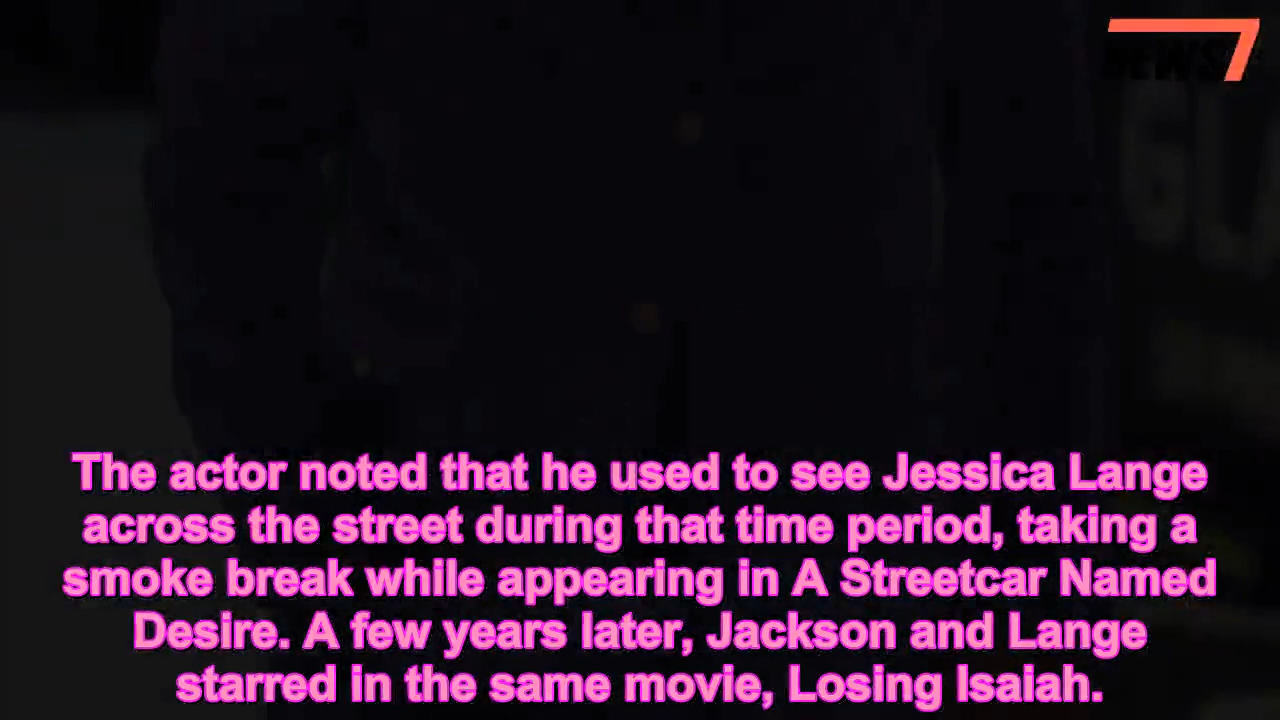 NEWS7
GL
The actor noted that he used to see Jessica Lange
across the street during that time period, taking a
smoke break while appearing in A Streetcar Named
Desire. A few years later, Jackson and Lange
starred in the same movie, Losing Isaiah.